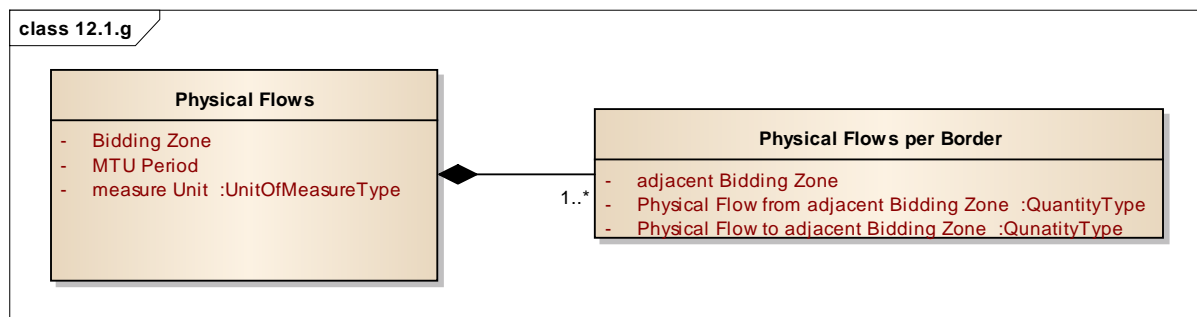 class 12.1.g
Physical Flows
- Bidding Zone
- MTU Period
- measure Unit :UnitOfMeasureType
1..*
Physical Flows per Border
- adjacent Bidding Zone
- Physical Flow from adjacent Bidding Zone :QuantityType
- Physical Flow to adjacent Bidding Zone :QunatityType